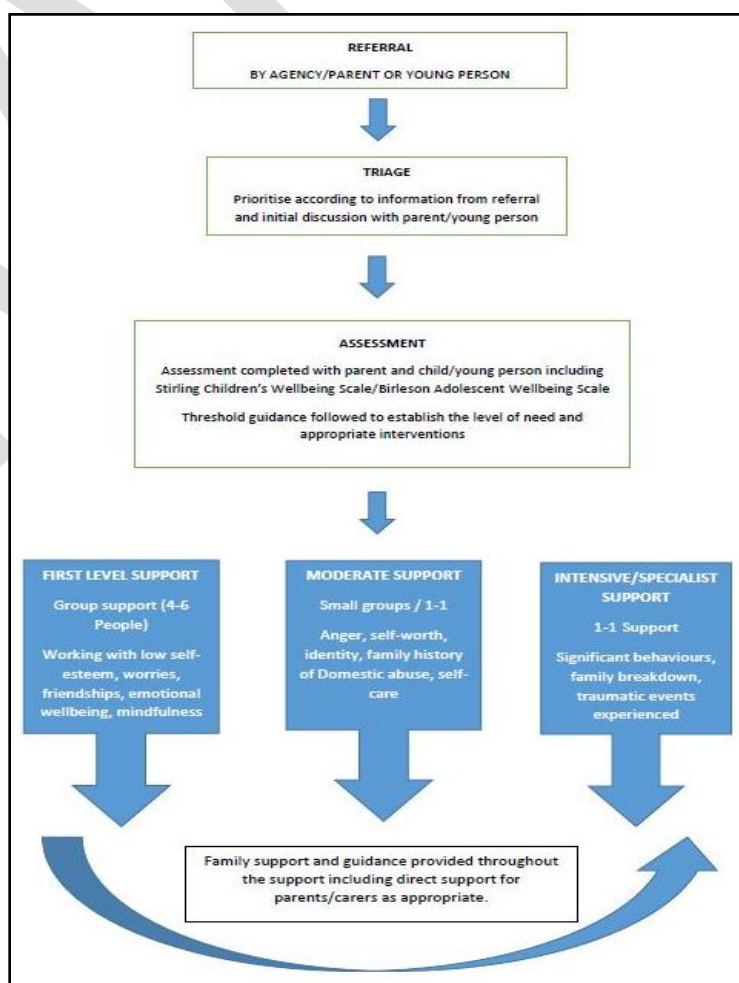 REFERRAL
BY AGENCY/PARENT OR YOUNG PERSON
TRIAGE
Prioritise according to information from referral
and initial discussion with parent/young person
ASSESSMENT
Assessment completed with parent and child/young person including
Stirling Children's Wellbeing Scale/Birleson Adolescent Wellbeing Scale
Threshold guidance followed to establish the level of need and
appropriate interventions
FIRST LEVEL SUPPORT
Group support (4-6
People)
Working with low self-
esteem, worries,
friendships, emotional
wellbeing, mindfulness
MODERATE SUPPORT
Small groups / 1-1
Anger, self-worth,
identity, family history
of Domestic abuse, self-
care
INTENSIVE/SPECIALIST
SUPPORT
1-1 Support
Significant behaviours,
family breakdown,
traumatic events
experienced
Family support and guidance provided throughout
the support including direct support for
parents/carers as appropriate.